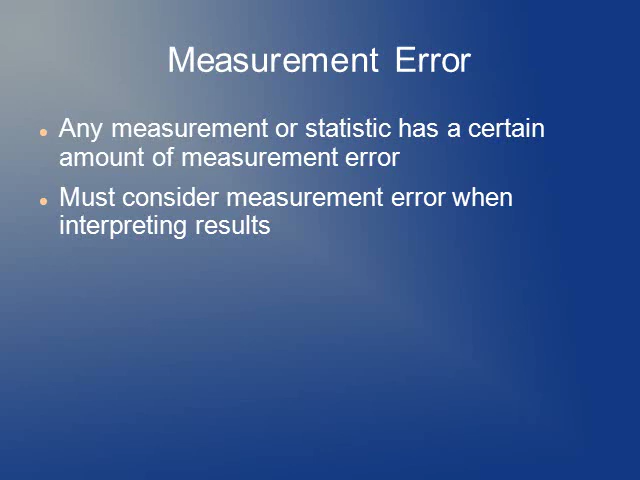 Measurement Error
Any measurement or statistic has a certain
amount of measurement error
Must consider measurement error when
interpreting results